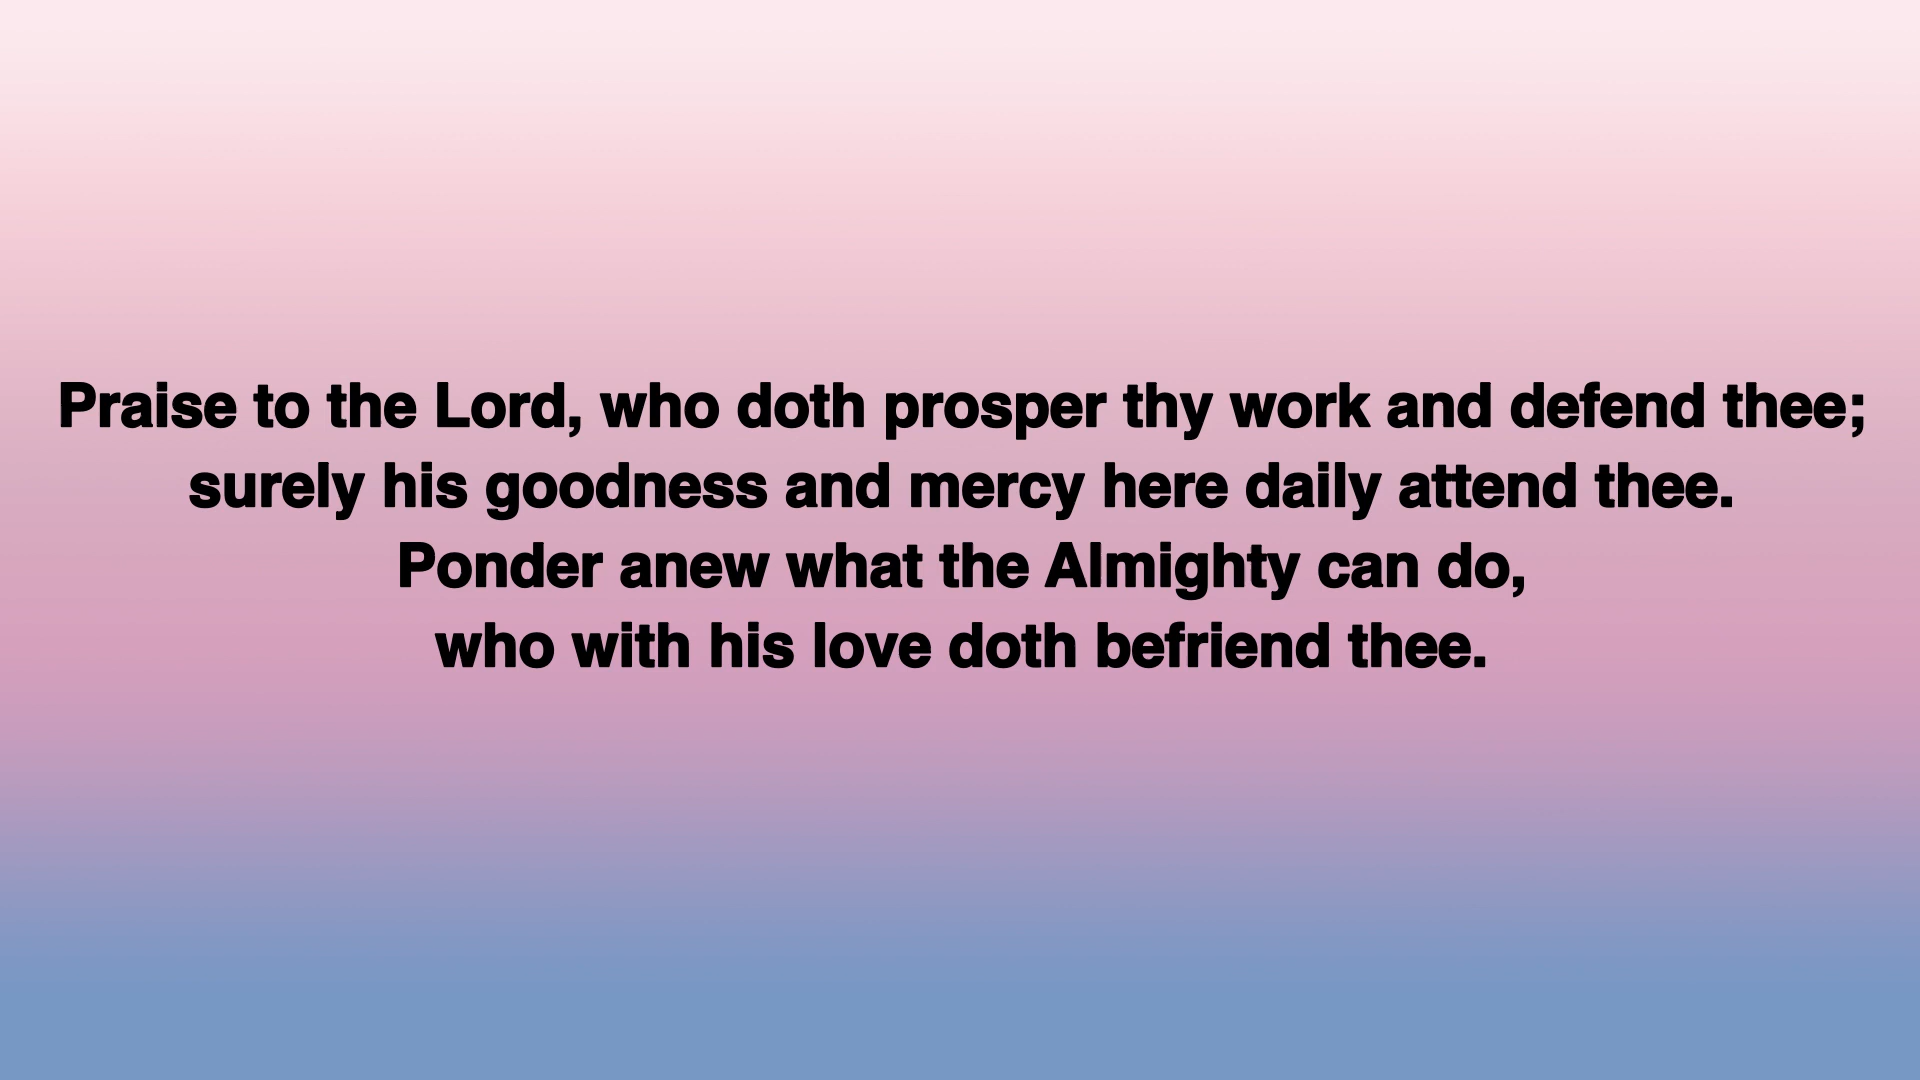 Praise to the Lord, who doth prosper thy work and defend thee;
surely his goodness and mercy here daily attend thee.
Ponder anew what the Almighty can do,
who with his love doth befriend thee.